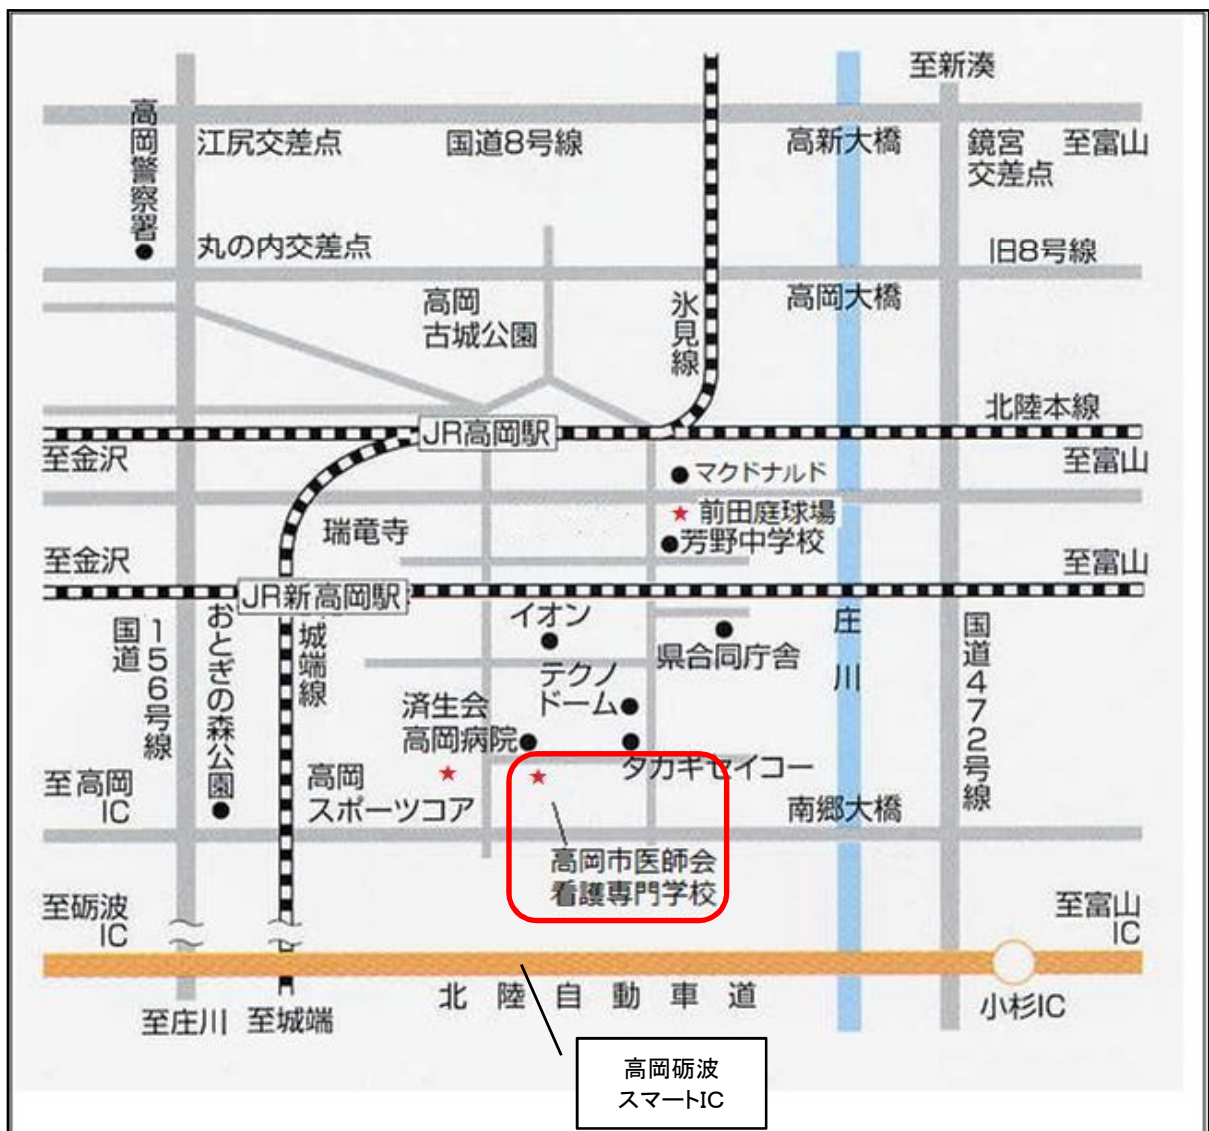 至新湊
高岡警察署
江尻交差点
国道8号線
高新大橋
鏡宮
交差点
至富山
丸の内交差点
旧8号線
高岡
古城公園
氷見線
高岡大橋
北陸本線
JR高岡駅
至金沢
至富山
マクドナルド
前田庭球場
瑞竜寺
芳野中学校
至金沢
至富山
JR新高岡駅
国道
156号線
おとぎの森公園
城端線
イオン
県合同庁舎
庄川
国道472号線
テクノ
ドーム
済生会
高岡病院
タカギセイコー
至高岡
IC
高岡
スポーツコア
南郷大橋
高岡市医師会
看護専門学校
至砺波
IC
至富山
IC
北陸自動車道
小杉IC
至庄川
至城端
高岡砺波
スマートIC